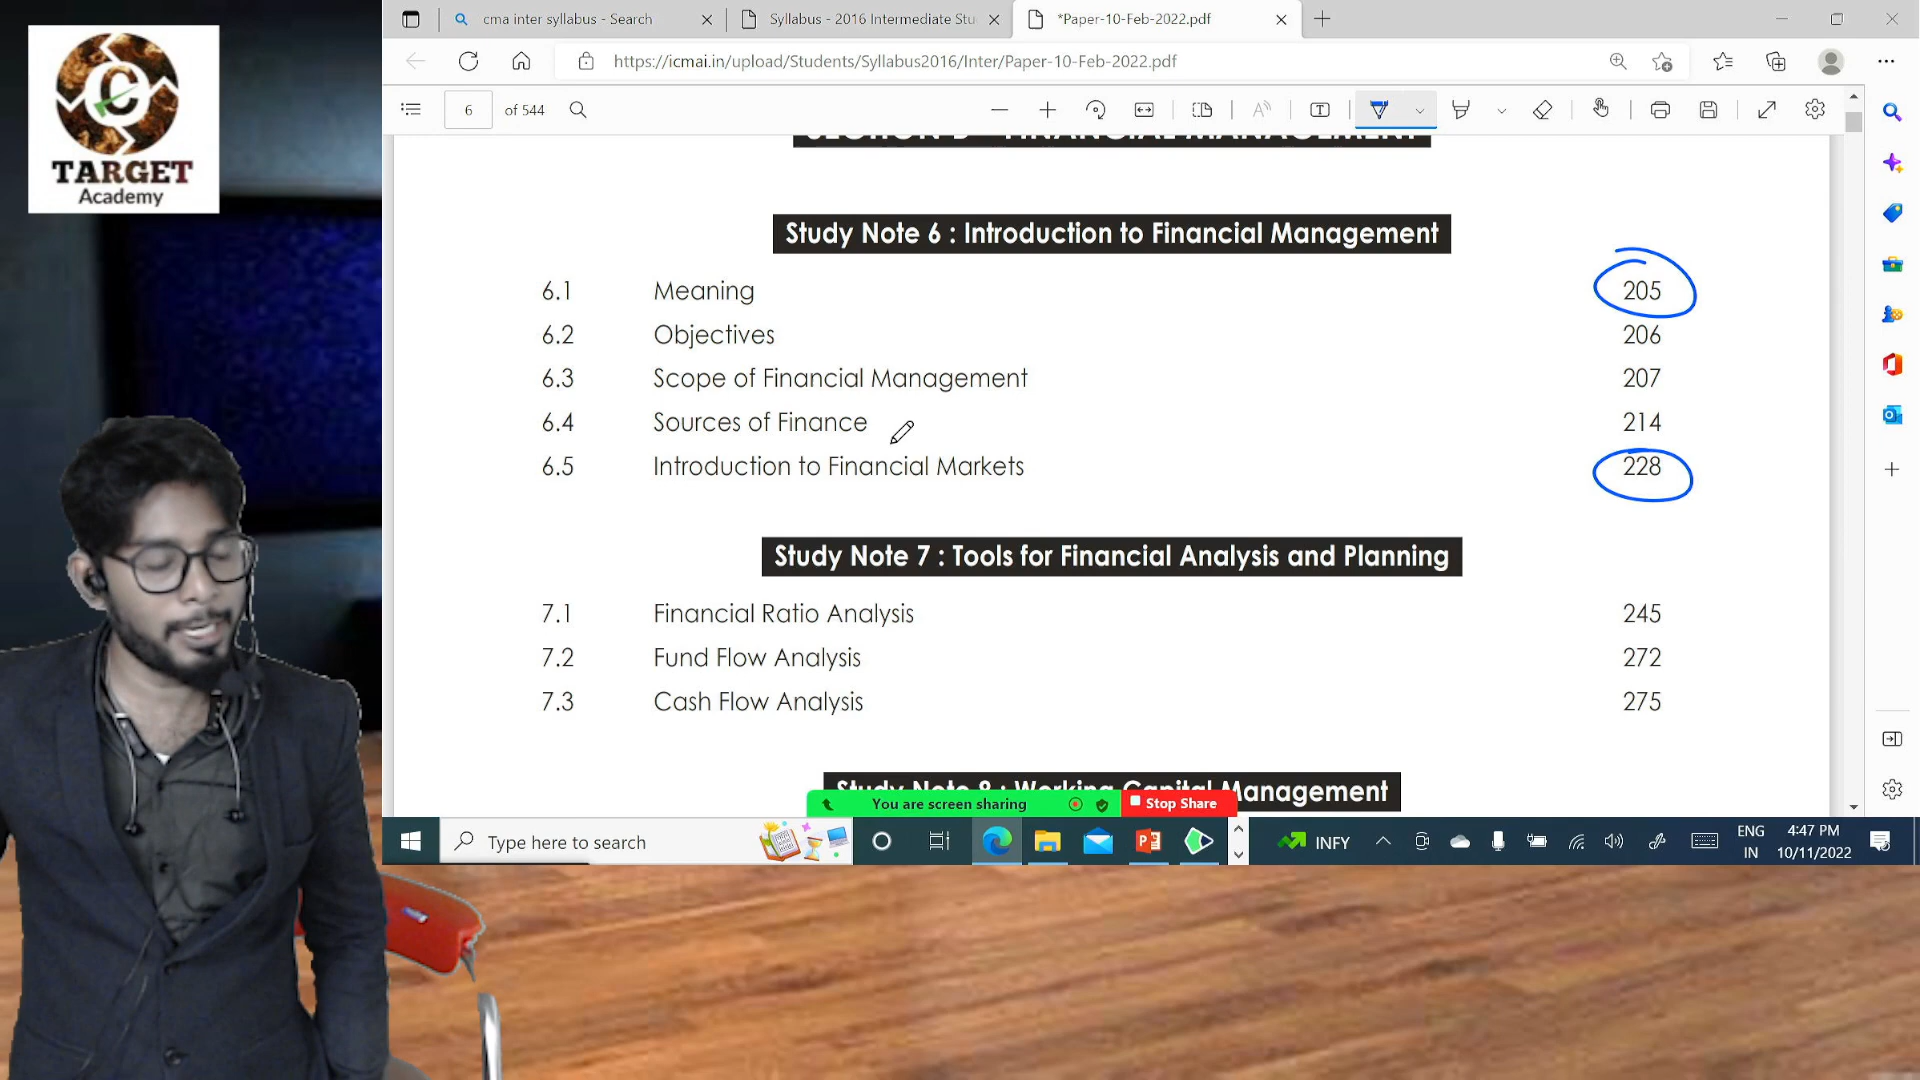 TARGET
Academy
cma inter syllabus - Search
Syllabus - 2016 Intermediate Stu
*Paper-10-Feb-2022.pdf
https://icmai.in/upload/Students/Syllabus2016/Inter/Paper-10-Feb-2022.pdf
6 of 544
Study Note 6 : Introduction to Financial Management
6.1 Meaning 205
6.2 Objectives 206
6.3 Scope of Financial Management 207
6.4 Sources of Finance 214
6.5 Introduction to Financial Markets 228
Study Note 7 : Tools for Financial Analysis and Planning
7.1 Financial Ratio Analysis 245
7.2 Fund Flow Analysis 272
7.3 Cash Flow Analysis 275
Study Note 8 : Working Capital Management
You are screen sharing Stop Share
Type here to search
INFY
ENG
IN
4:47 PM
10/11/2022